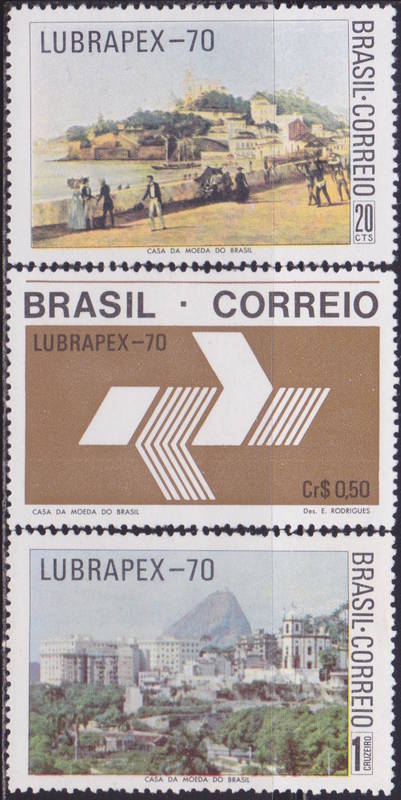 LUBRAPEX-70
BRASIL·CORREIO
20
CTS
CASA DA MOEDA DO BRASIL
BRASIL · CORREIO
LUBRAPEX-70
Cr$ 0,50
CASA DA MOEDA DO BRASIL
Des. E. RODRIGUES
LUBRAPEX-70
BRASIL·CORREIO
1
CRUZEIRO
CASA DA MOEDA DO BRASIL